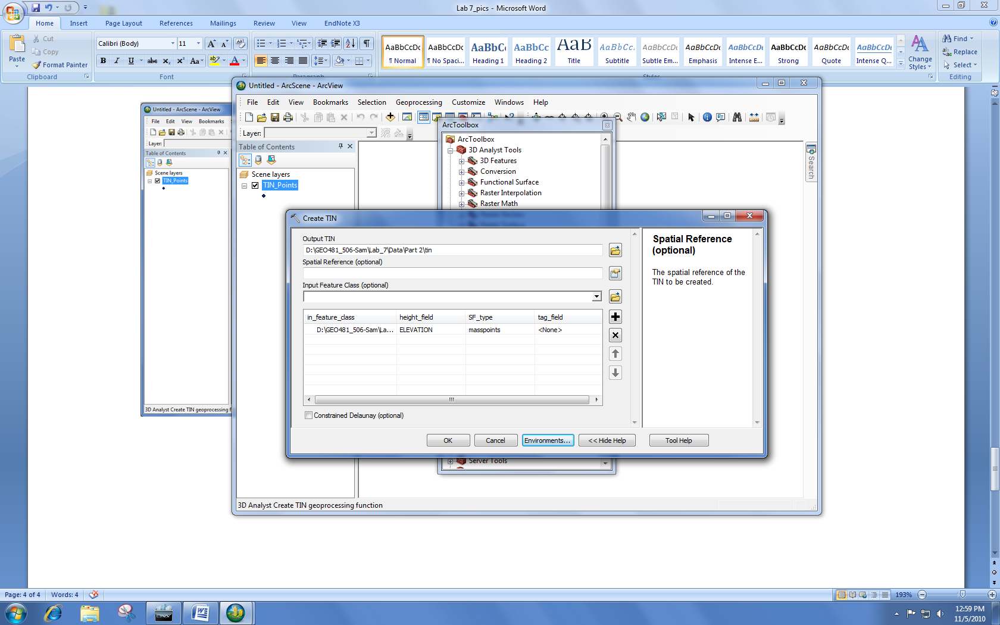 Lab 7_pics - Microsoft Word
Home Insert Page Layout References Mailings Review View EndNote X3
Paste
Cut
Copy
Format Painter
Clipboard
Calibri (Body) 11
Font
Paragraph
AaBbCcDc AaBbCcDc AaBbCc AaBbCc AaB AaBbCc. AaBbCcDc AaBbCcDc AaBbCcDc AaBbCcDc AaBbCcDc AaBbCcDc
¶ Normal ¶ No Spaci... Heading 1 Heading 2 Title Subtitle Subtle Em... Emphasis Intense E... Strong Quote Intense Q...
Styles
Change Styles
Find
Replace
Select
Editing
Untitled - ArcScene - ArcView
File Edit View Bookmarks
Layer:
Table of Contents
Scene layers
TIN_Points
3D Analyst Create TIN geoprocessing f
Untitled - ArcScene - ArcView
File Edit View Bookmarks Selection Geoprocessing Customize Windows Help
Layer:
Table of Contents
Scene layers
TIN_Points
ArcToolbox
ArcToolbox
3D Analyst Tools
3D Features
Conversion
Functional Surface
Raster Interpolation
Raster Math
Server Tools
Search
Create TIN
Output TIN
D:\GEO481_506-Sam\Lab_7\Data\Part 2\tin
Spatial Reference (optional)
Input Feature Class (optional)
in_feature_class height_field SF_type tag_field
D:\GEO481_506-Sam\La... ELEVATION masspoints <None>
Constrained Delaunay (optional)
OK Cancel Environments... << Hide Help Tool Help
Spatial Reference
(optional)
The spatial reference of the
TIN to be created.
3D Analyst Create TIN geoprocessing function
Page: 4 of 4 Words: 4
193%
12:59 PM
11/5/2010